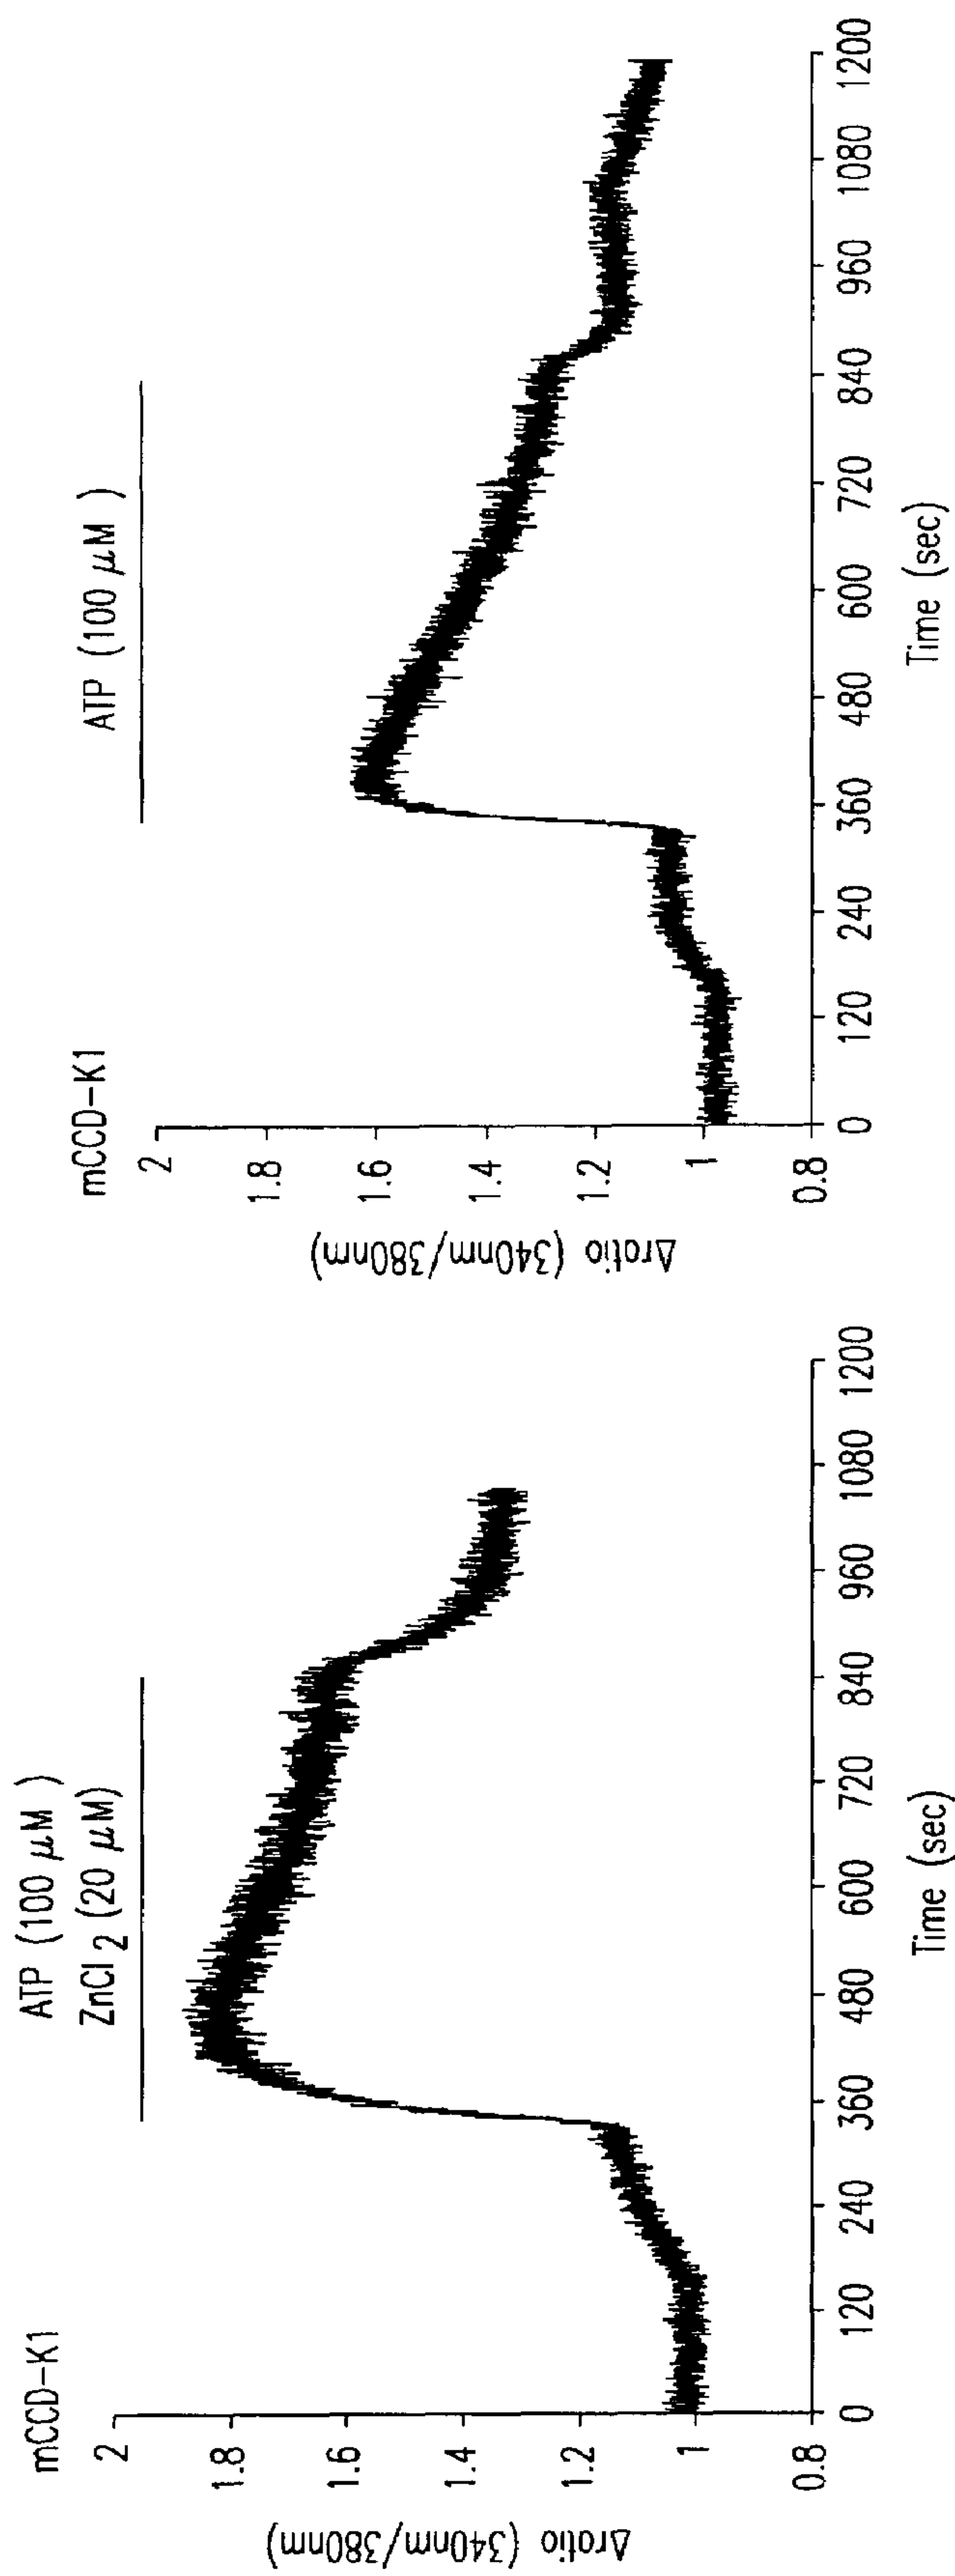 mCCD-K1
ATP (100 μM )
ZnCl2 (20 μM)
Δratio (340nm/380nm)
2
1.8
1.6
1.4
1.2
1
0.8
0 120 240 360 480 600 720 840 960 1080 1200
Time (sec)
mCCD-K1
ATP (100 μM )
Δratio (340nm/380nm)
2
1.8
1.6
1.4
1.2
1
0.8
0 120 240 360 480 600 720 840 960 1080 1200
Time (sec)